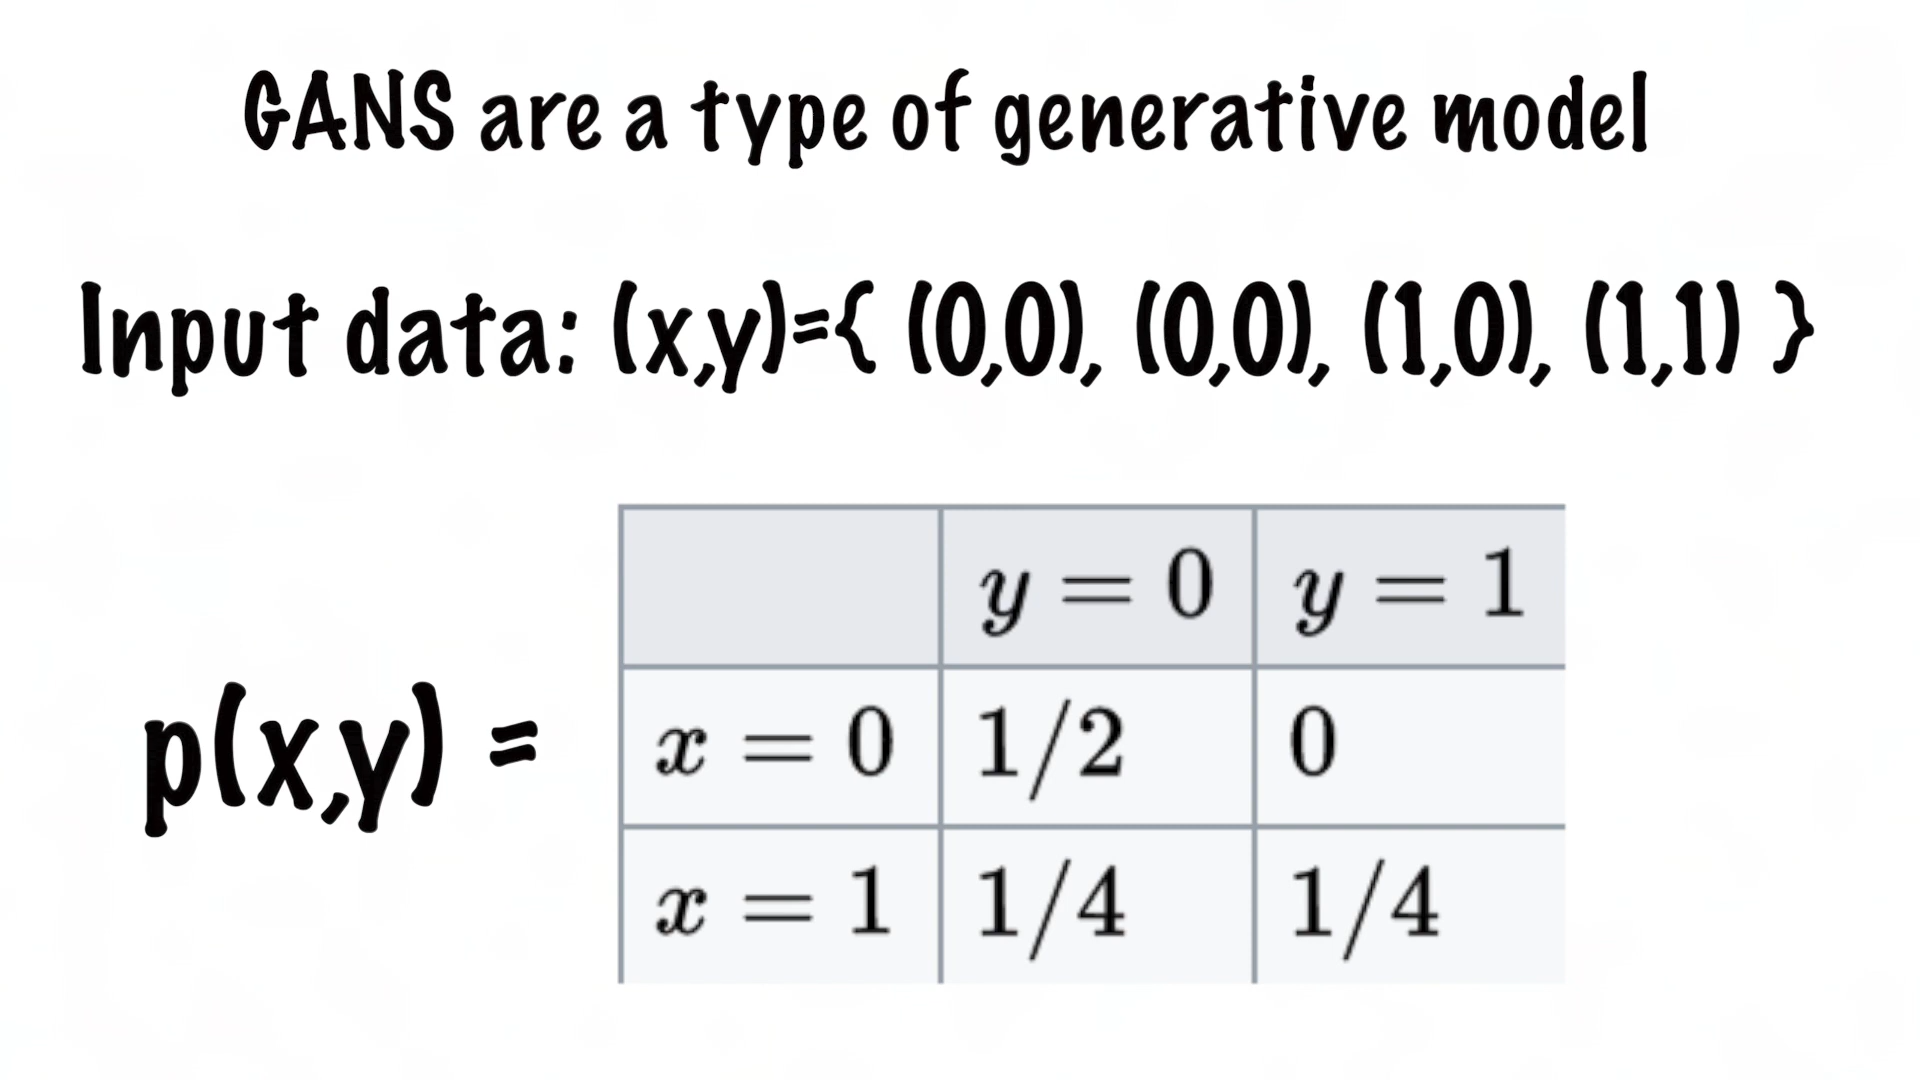 GANS are a type of generative model
Input data: (x,y)={ (0,0), (0,0), (1,0), (1,1) }
p(x,y) =
y = 0 y = 1
x = 0 1/2 0
x = 1 1/4 1/4